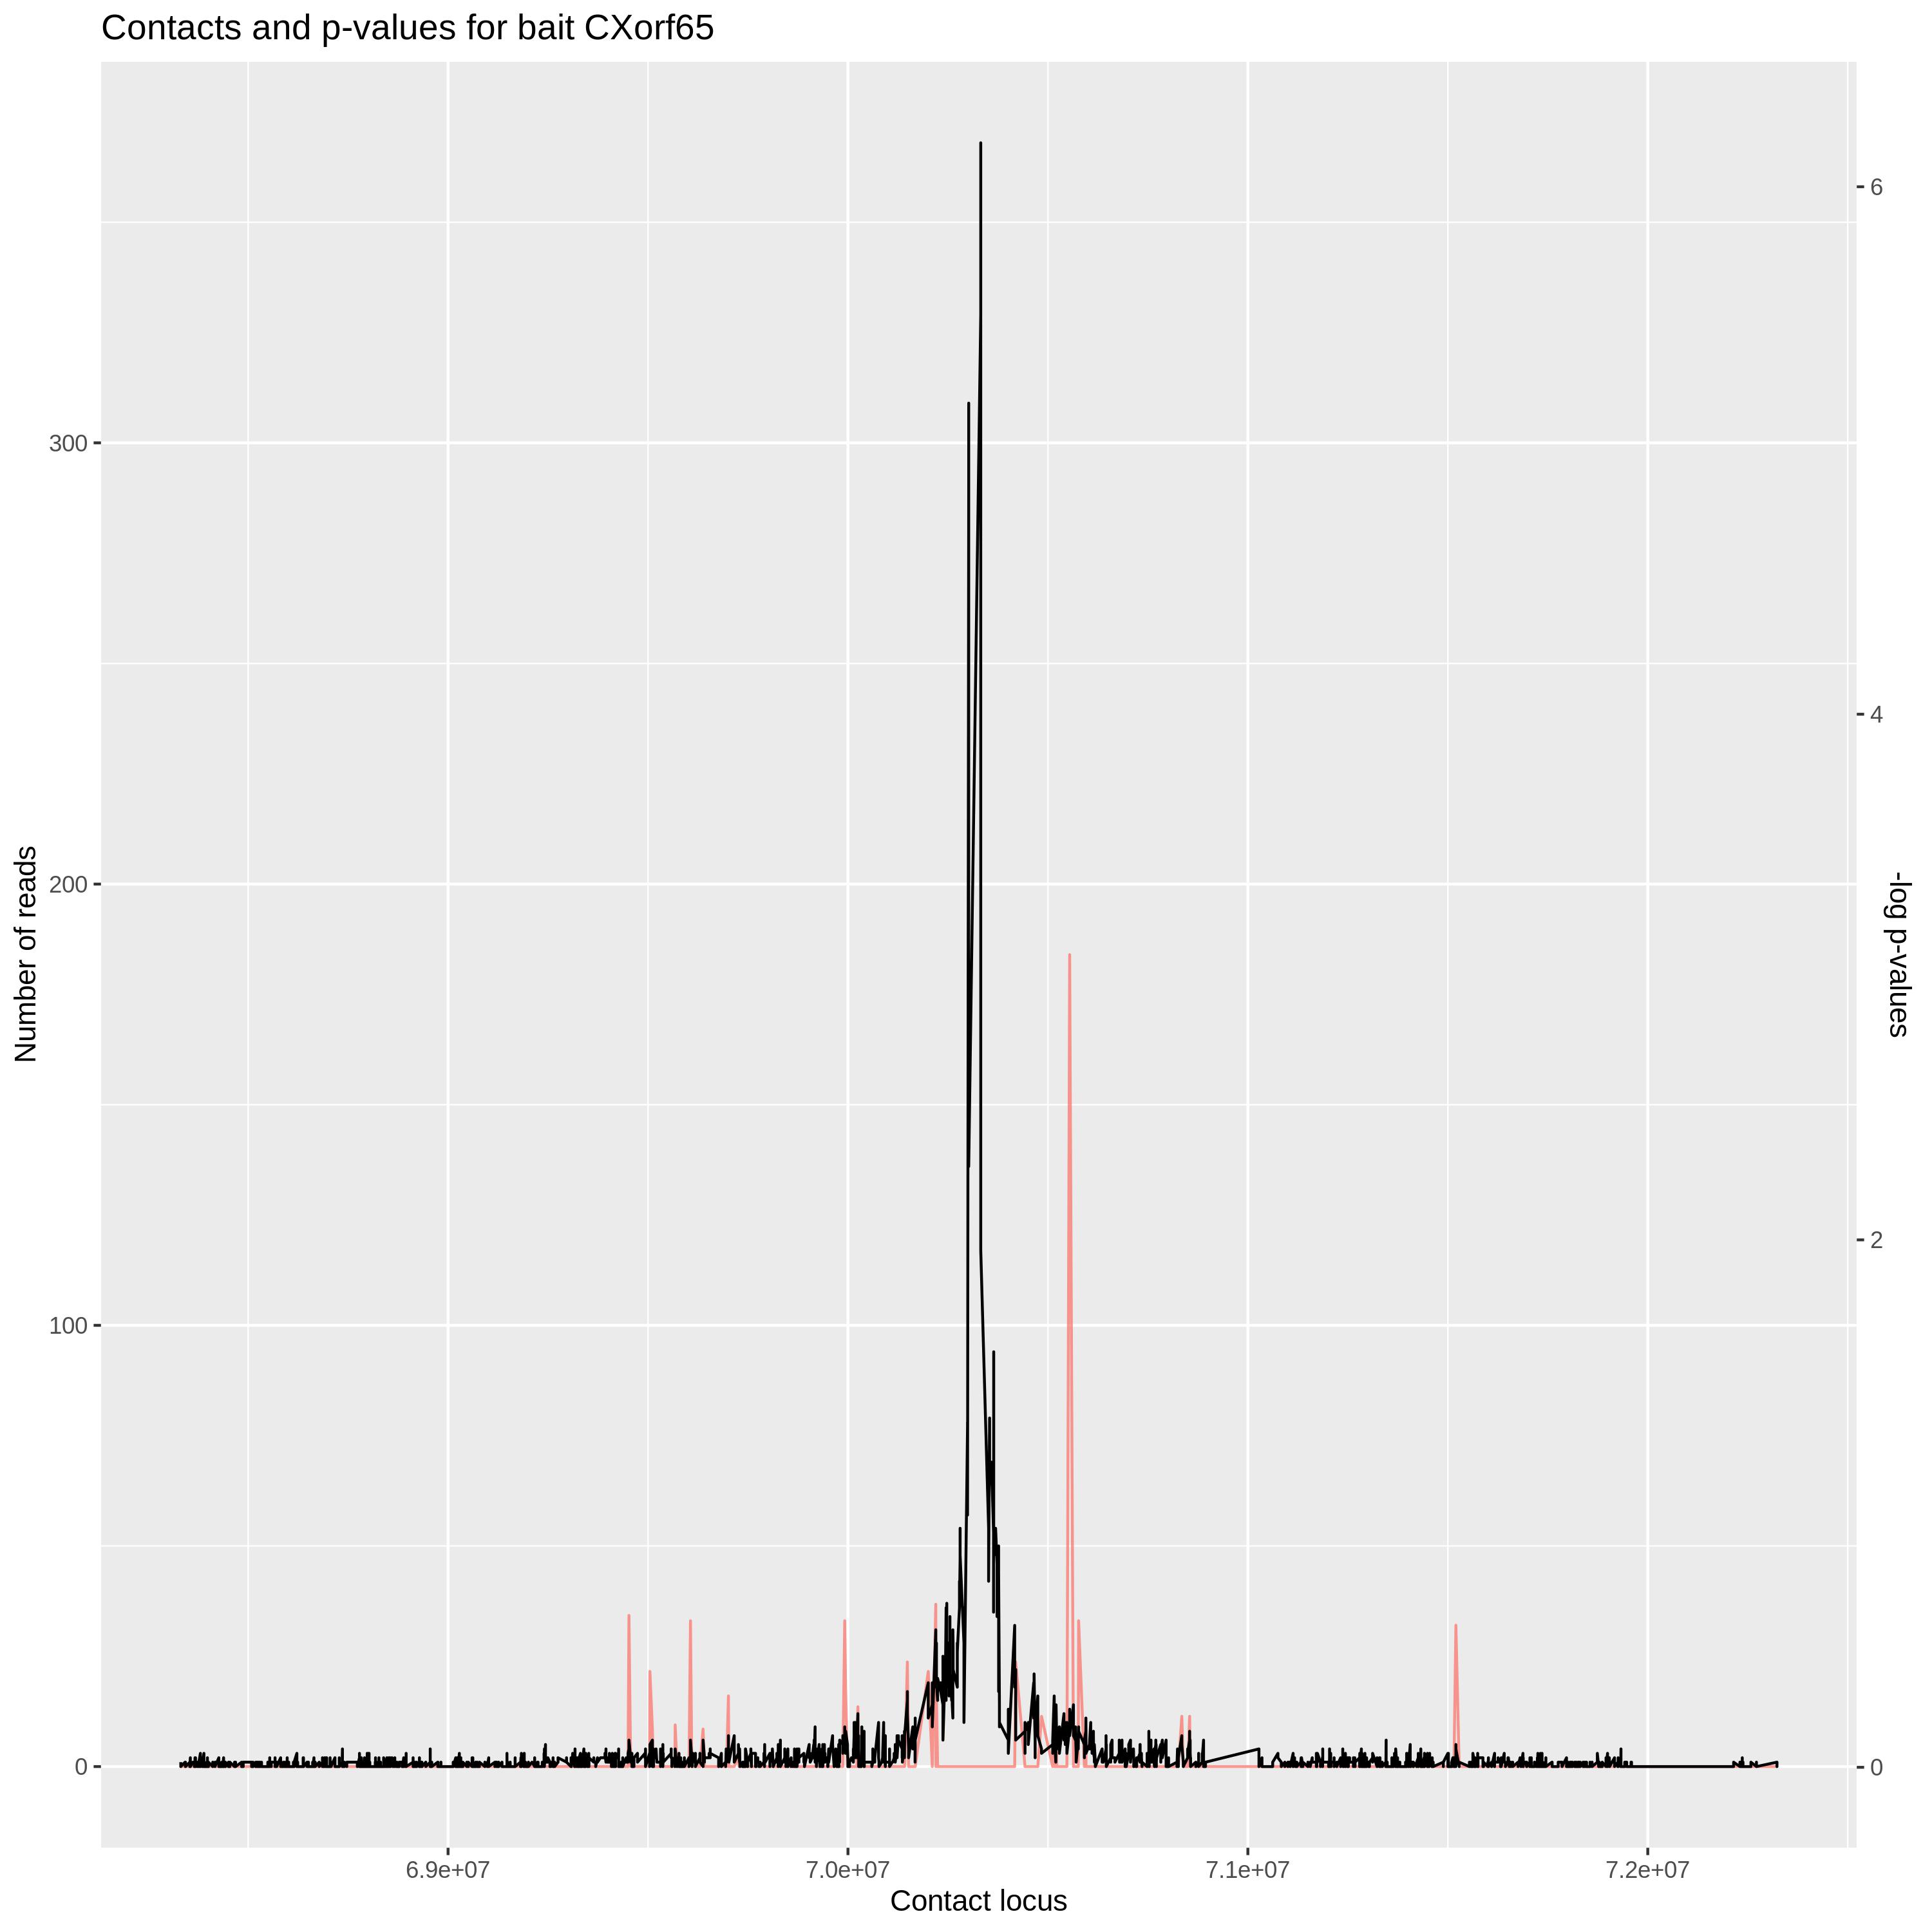 Contacts and p-values for bait CXorf65
Number of reads
300
200
100
0
6
4
2
0
-log p-values
6.9e+07
7.0e+07
7.1e+07
7.2e+07
Contact locus